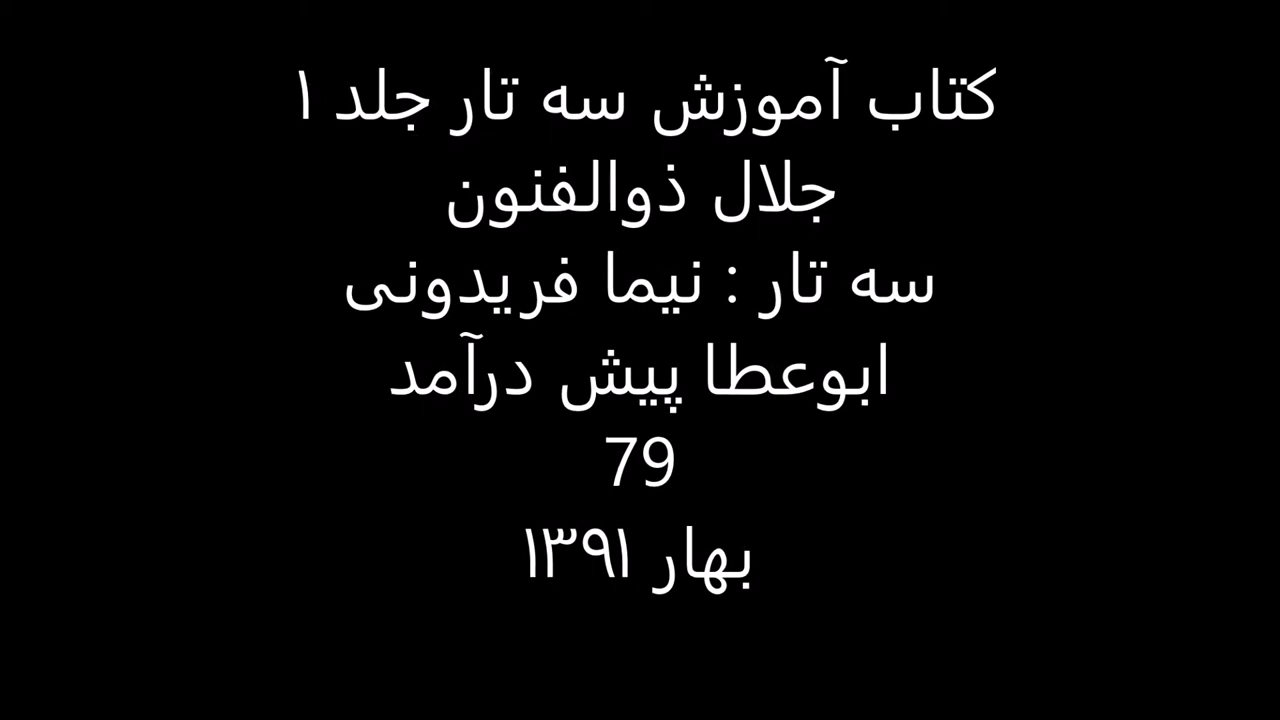 کتاب آموزش سه تار جلد ۱
جلال ذوالفنون
سه تار : نیما فریدونی
ابوعطا پیش درآمد
79
بهار ۱۳۹۱